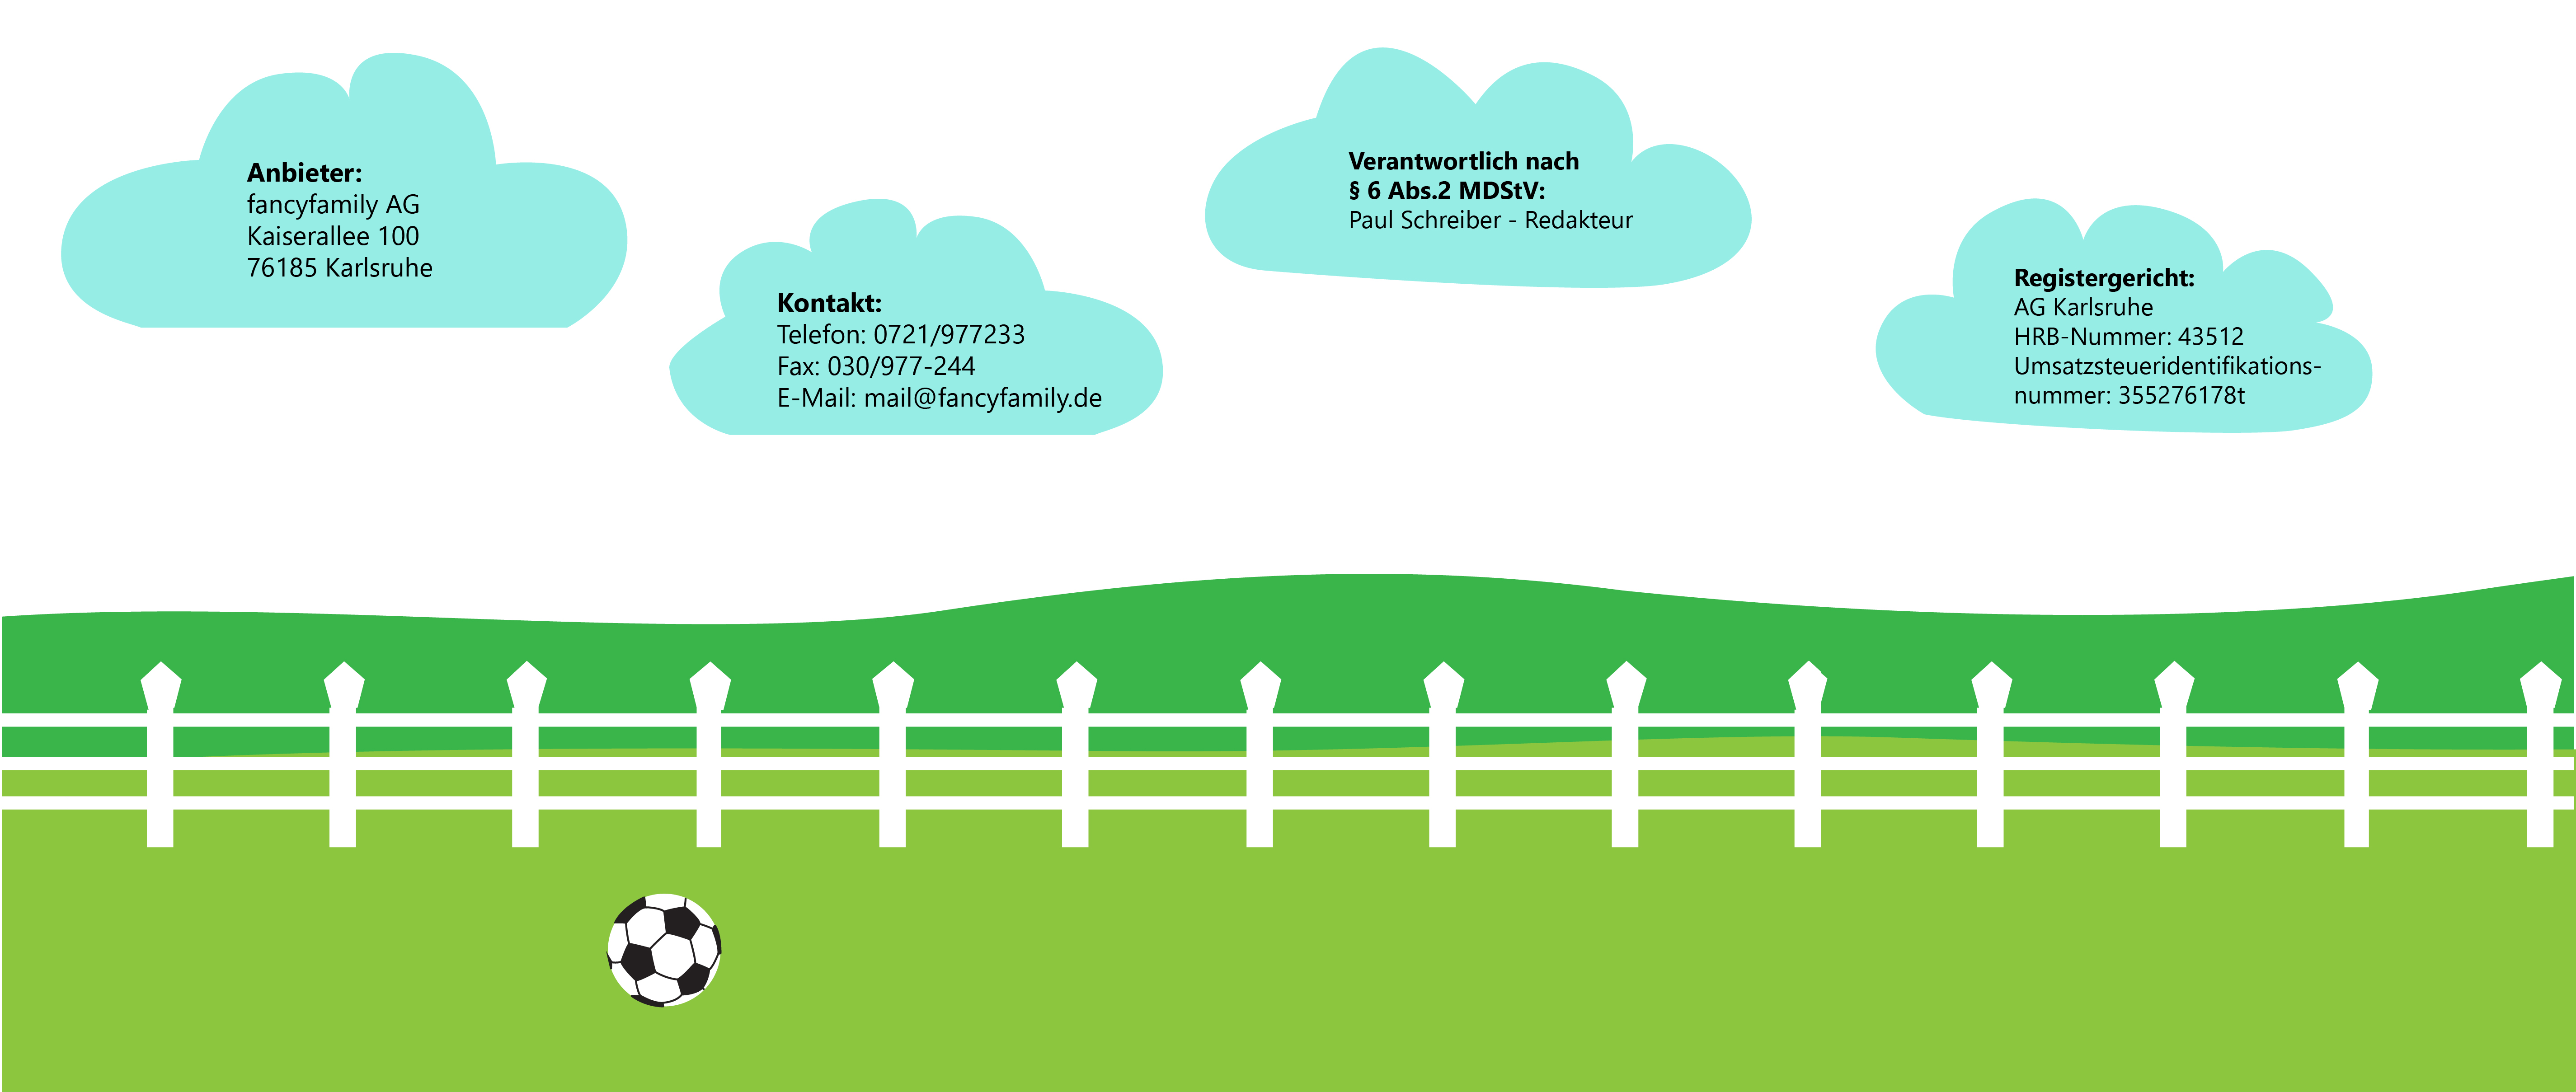 Anbieter:
fancyfamily AG
Kaiserallee 100
76185 Karlsruhe
Kontakt:
Telefon: 0721/977233
Fax: 030/977-244
E-Mail: mail@fancyfamily.de
Verantwortlich nach
§ 6 Abs.2 MDStV:
Paul Schreiber - Redakteur
Registergericht:
AG Karlsruhe
HRB-Nummer: 43512
Umsatzsteueridentifikations-
nummer: 355276178t